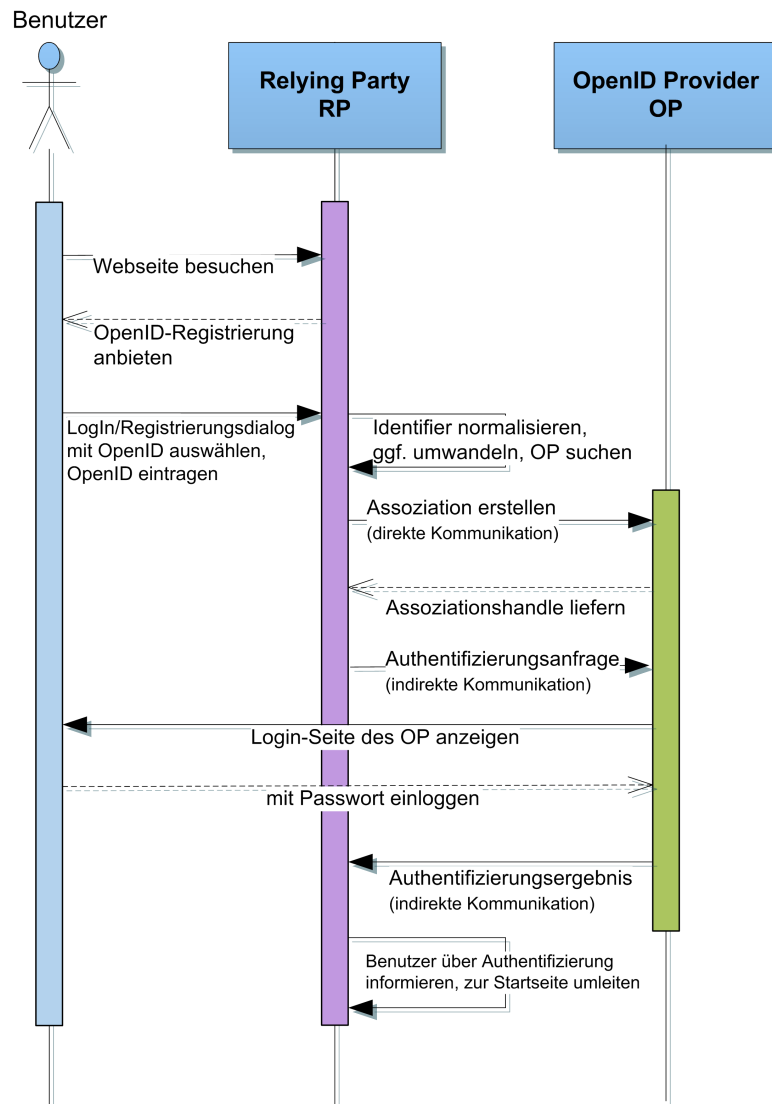 Benutzer
Relying Party
RP
OpenID Provider
OP
Webseite besuchen
OpenID-Registrierung
anbieten
LogIn/Registrierungsdialog
mit OpenID auswählen,
OpenID eintragen
Identifier normalisieren,
ggf. umwandeln, OP suchen
Assoziation erstellen
(direkte Kommunikation)
Assoziationshandle liefern
Authentifizierungsanfrage
(indirekte Kommunikation)
Login-Seite des OP anzeigen
mit Passwort einloggen
Authentifizierungsergebnis
(indirekte Kommunikation)
Benutzer über Authentifizierung
informieren, zur Startseite umleiten